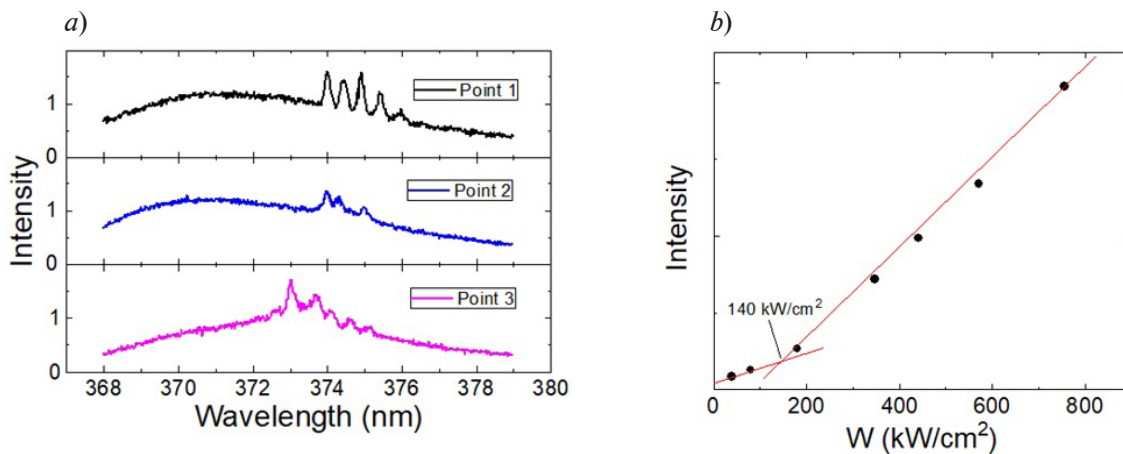 a)
Point 1
1
0
Point 2
1
0
Point 3
1
0
368 370 372 374 376 378 380
Wavelength (nm)
Intensity
b)
140 kW/cm²
0 200 400 600 800
W (kW/cm²)
Intensity